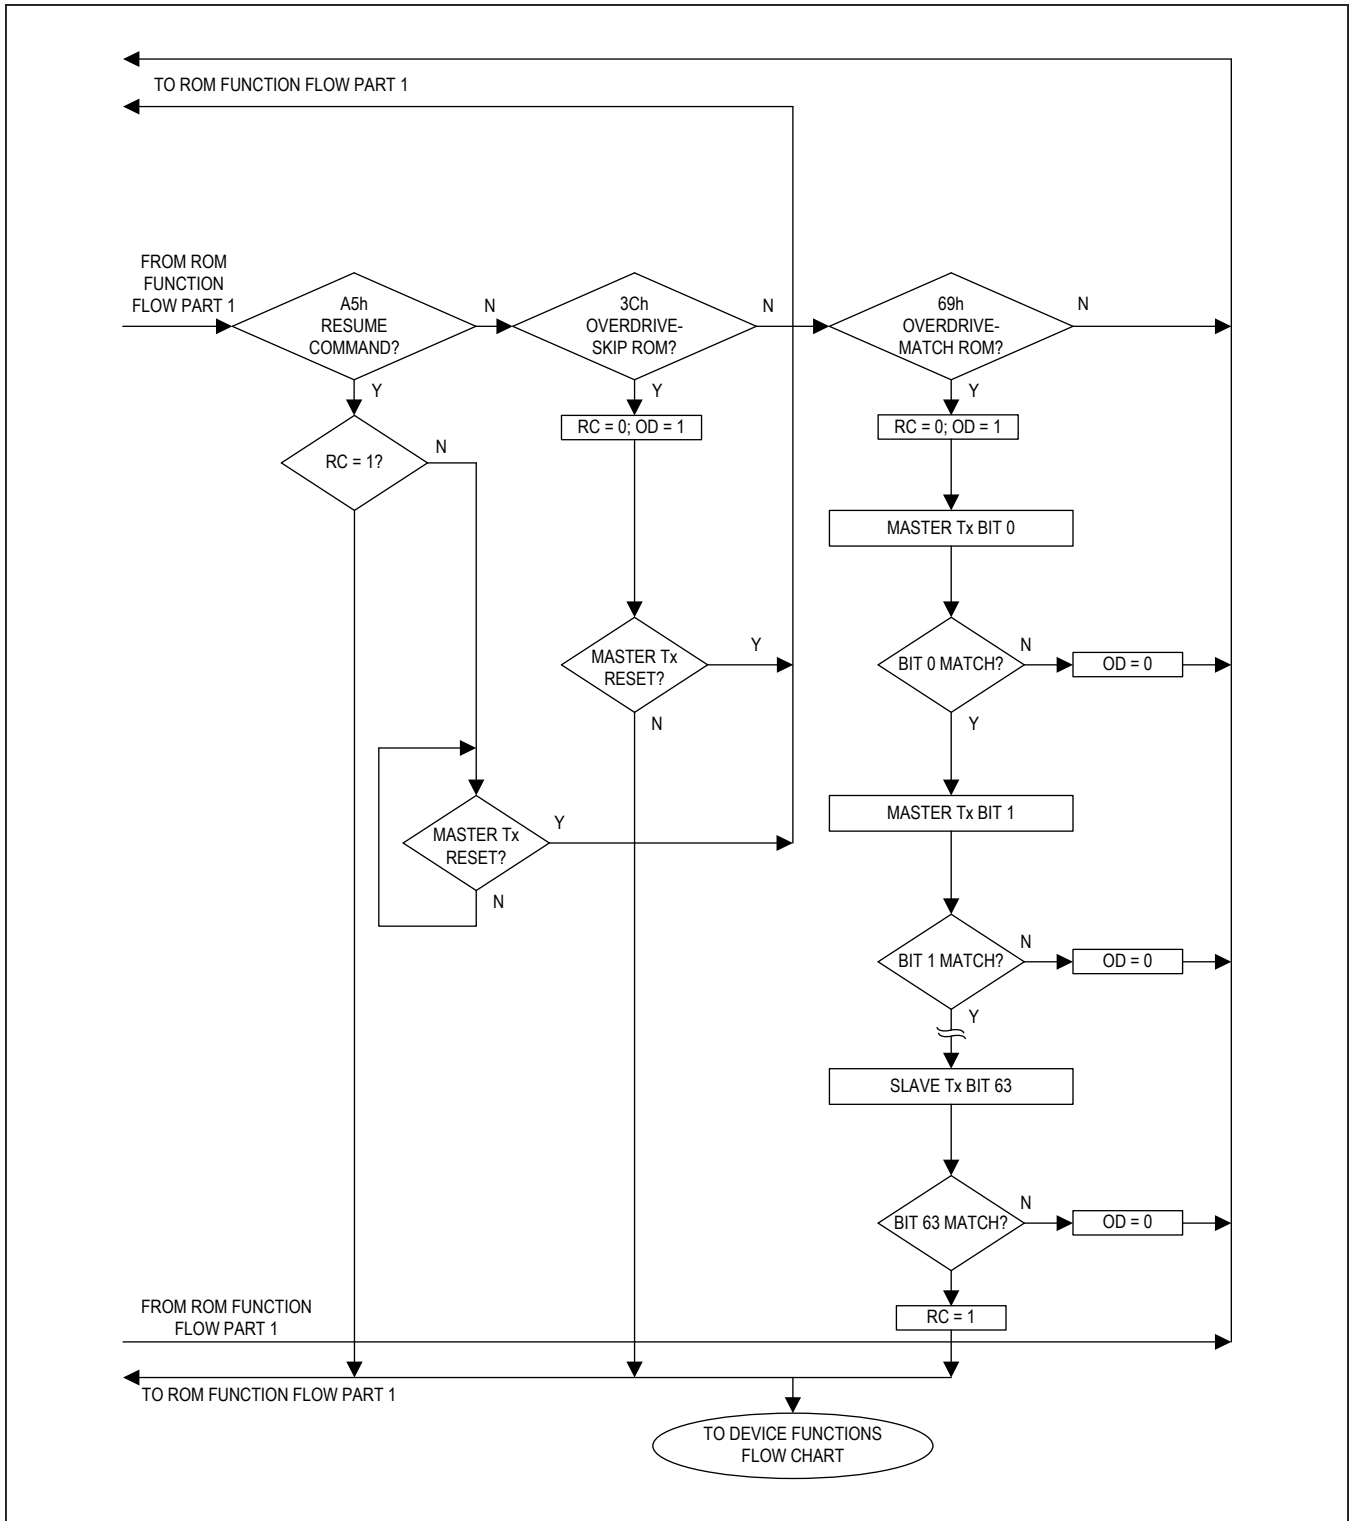 TO ROM FUNCTION FLOW PART 1
FROM ROM
FUNCTION
FLOW PART 1
A5h
RESUME
COMMAND?
N
Y
3Ch
OVERDRIVE-
SKIP ROM?
N
Y
69h
OVERDRIVE-
MATCH ROM?
N
Y
RC = 1?
N
RC = 0; OD = 1
RC = 0; OD = 1
MASTER Tx BIT 0
MASTER Tx
RESET?
Y
N
BIT 0 MATCH?
N
OD = 0
Y
MASTER Tx
RESET?
Y
N
MASTER Tx BIT 1
BIT 1 MATCH?
N
OD = 0
Y
SLAVE Tx BIT 63
BIT 63 MATCH?
N
OD = 0
RC = 1
FROM ROM FUNCTION
FLOW PART 1
TO ROM FUNCTION FLOW PART 1
TO DEVICE FUNCTIONS
FLOW CHART